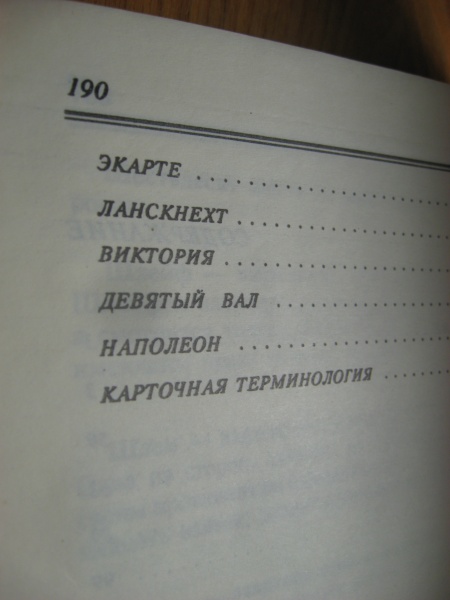 190
ЭКАРТЕ ....................
ЛАНСКНЕХТ ................
ВИКТОРИЯ .................
ДЕВЯТЫЙ ВАЛ .............
НАПОЛЕОН ................
КАРТОЧНАЯ ТЕРМИНОЛОГИЯ ......